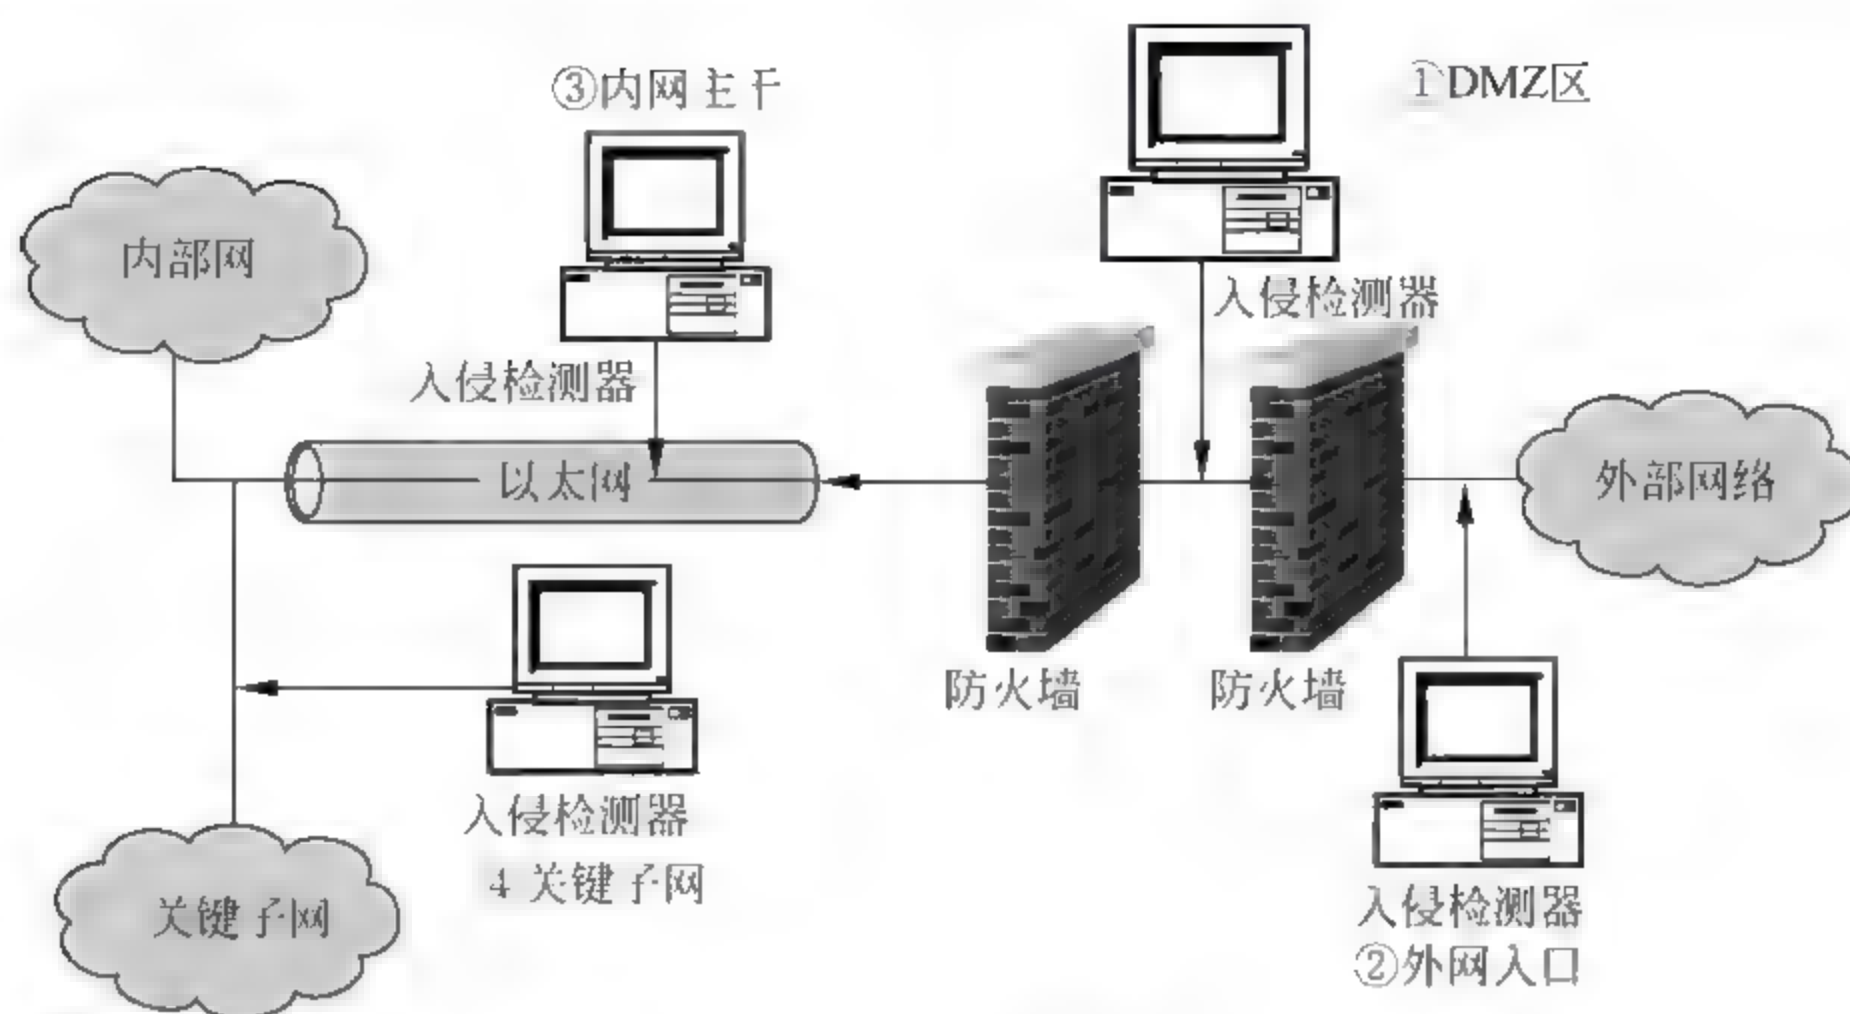 ③内网主干
①DMZ区
内部网
入侵检测器
入侵检测器
以太网
外部网络
防火墙
防火墙
入侵检测器
4 关键子网
关键子网
入侵检测器
②外网入口